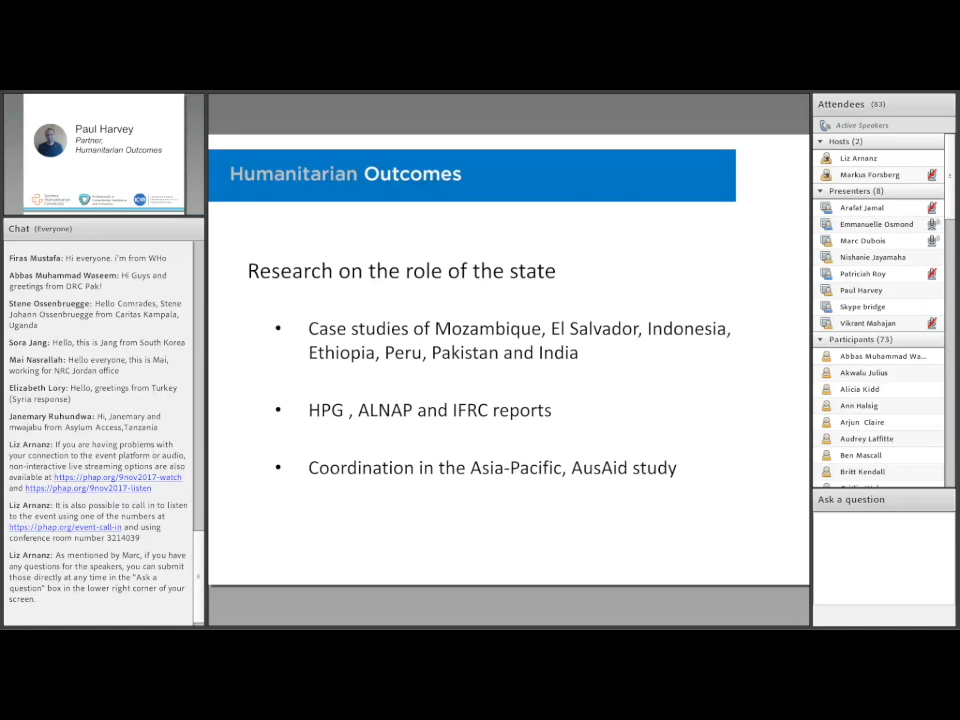 Paul Harvey
Partner,
Humanitarian Outcomes
Chat (Everyone)
Firas Mustafa: Hi everyone. i'm from WHo
Abbas Muhammad Waseem: Hi Guys and
greetings from DRC Pak!
Stene Ossenbruegge: Hello Comrades, Stene
Johann Ossenbruegge from Caritas Kampala,
Uganda
Sora Jang: Hello, this is Jang from South Korea
Mai Nasrallah: Hello everyone, this is Mai,
working for NRC Jordan office
Elizabeth Lory: Hello, greetings from Turkey
(Syria response)
Janemary Ruhundwa: Hi, Janemary and
mwajabu from Asylum Access,Tanzania
Liz Arnanz: If you are having problems with
your connection to the event platform or audio,
non-interactive live streaming options are also
available at https://phap.org/9nov2017-watch
and https://phap.org/9nov2017-listen
Liz Arnanz: It is also possible to call in to listen
to the event using one of the numbers at
https://phap.org/event-call-in and using
conference room number 3214039
Liz Arnanz: As mentioned by Marc, if you have
any questions for the speakers, you can submit
those directly at any time in the "Ask a
question" box in the lower right corner of your
screen.
Humanitarian Outcomes
Research on the role of the state
• Case studies of Mozambique, El Salvador, Indonesia,
Ethiopia, Peru, Pakistan and India
• HPG , ALNAP and IFRC reports
• Coordination in the Asia-Pacific, AusAid study
Attendees (83)
Active Speakers
Hosts (2)
Liz Arnanz
Markus Forsberg
Presenters (8)
Arafat Jamal
Emmanuelle Osmond
Marc Dubois
Nishanie Jayamaha
Patriciah Roy
Paul Harvey
Skype bridge
Vikrant Mahajan
Participants (73)
Abbas Muhammad Wa...
Akwalu Julius
Alicia Kidd
Ann Halsig
Arjun Claire
Audrey Laffitte
Ben Mascall
Britt Kendall
Ask a question